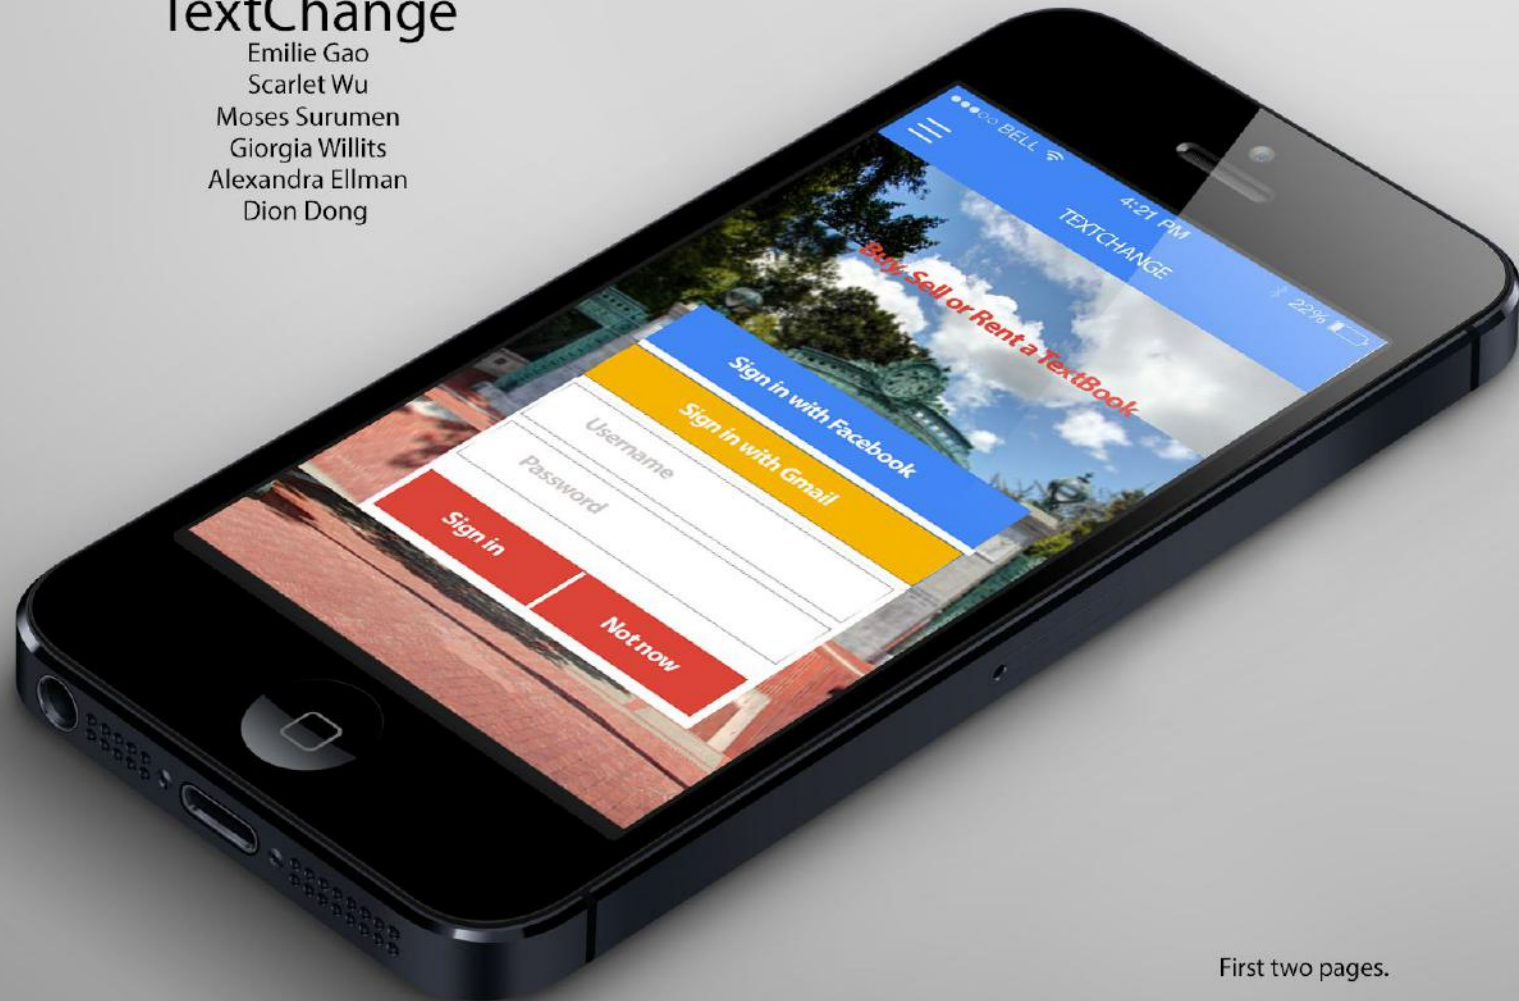 TextChange
Emilie Gao
Scarlet Wu
Moses Surumen
Giorgia Willits
Alexandra Ellman
Dion Dong
BELL 4:21 PM 22%
TEXTCHANGE
Buy, Sell or Rent a TextBook
Sign in with Facebook
Sign in with Gmail
Username
Password
Sign in
Not now
First two pages.